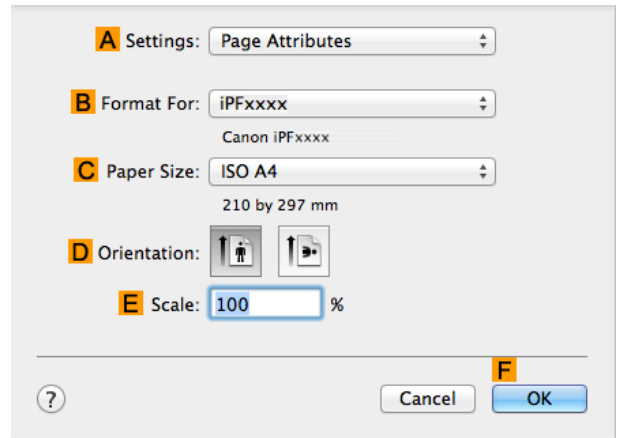 A Settings: Page Attributes
B Format For: iPFxxxx
Canon iPFxxxx
C Paper Size: ISO A4
210 by 297 mm
D Orientation:
E Scale: 100 %
F
? Cancel OK